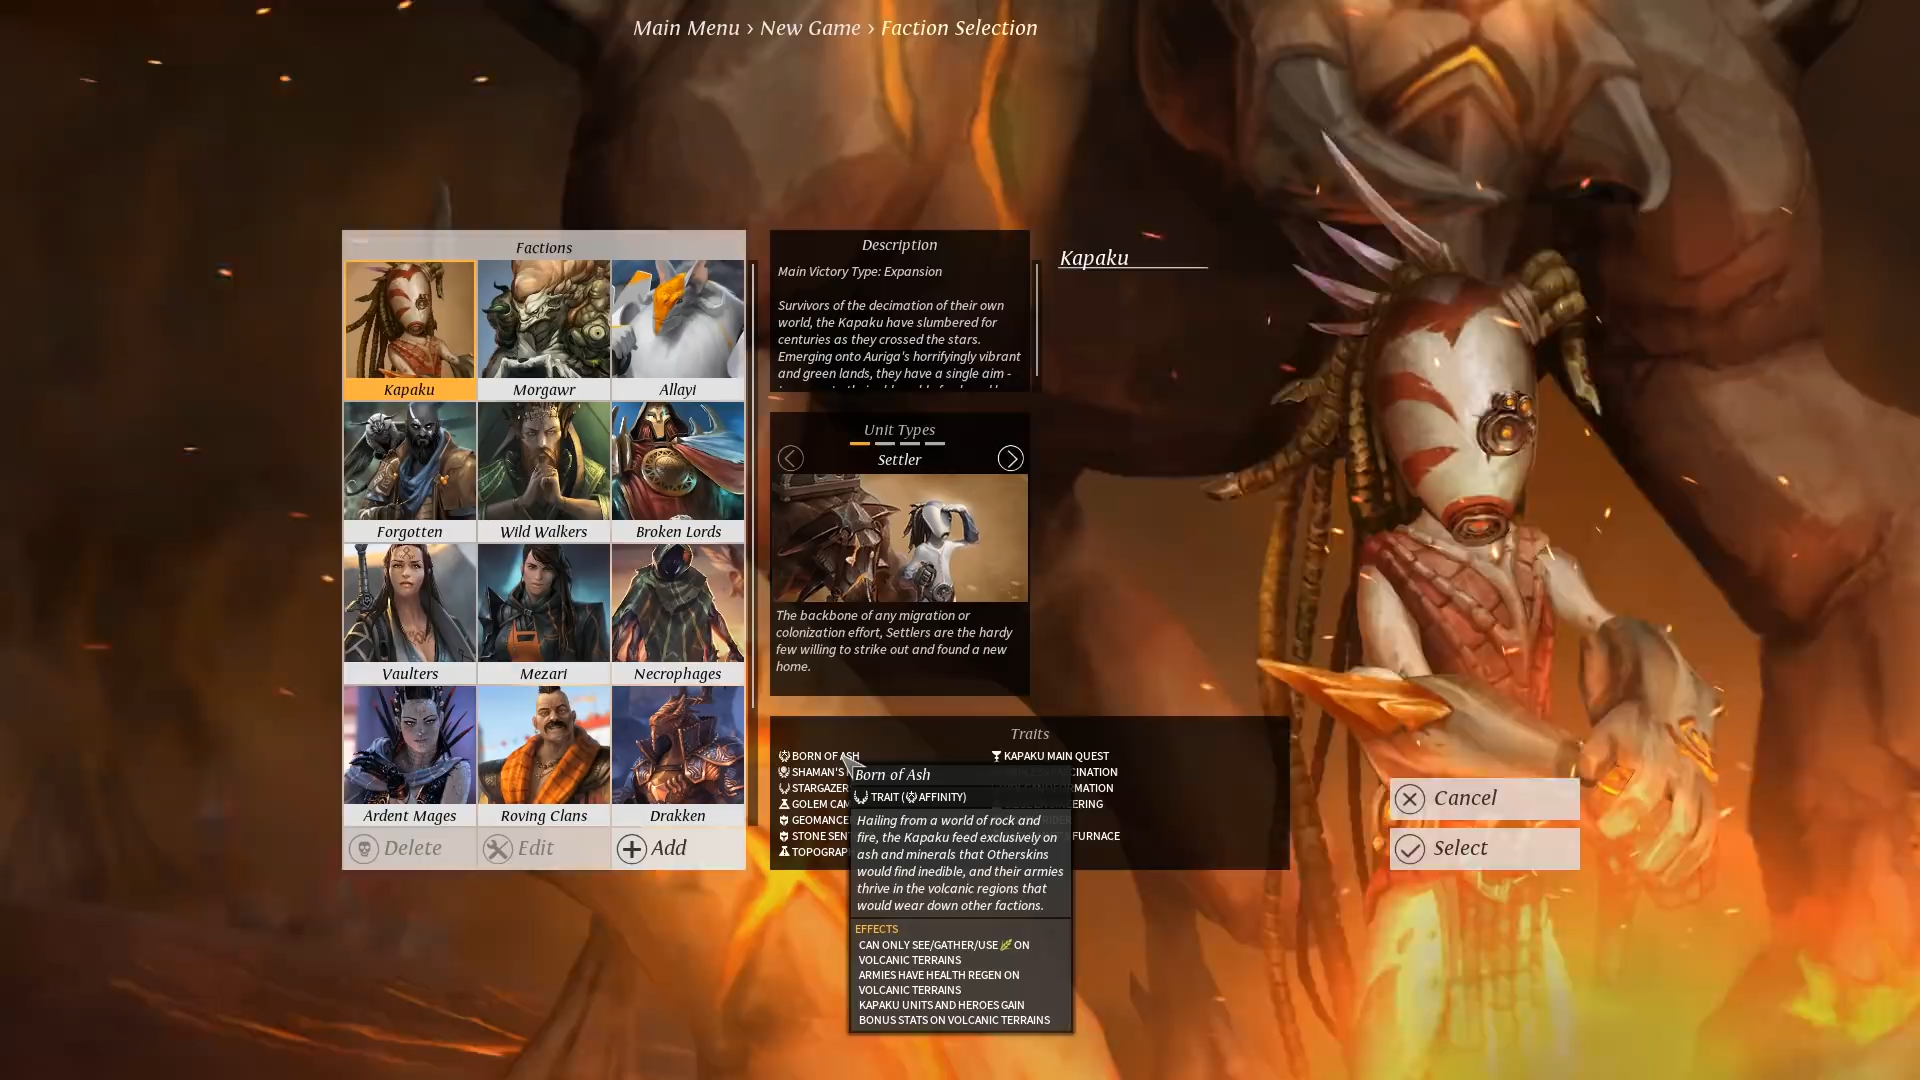 Main Menu › New Game › Faction Selection
Factions
Kapaku
Morgawr
Allayi
Forgotten
Wild Walkers
Broken Lords
Vaulters
Mezari
Necrophages
Ardent Mages
Roving Clans
Drakken
Delete
Edit
Add
Description
Main Victory Type: Expansion
Survivors of the decimation of their own
world, the Kapaku have slumbered for
centuries as they crossed the stars.
Emerging onto Auriga's horrifyingly vibrant
and green lands, they have a single aim -
Unit Types
Settler
The backbone of any migration or
colonization effort, Settlers are the hardy
few willing to strike out and found a new
home.
Kapaku
Traits
BORN OF ASH
SHAMAN'S
STARGAZER
GOLEM
GEOMANCE
STONE
KAPAKU MAIN QUEST
FURNACE
Born of Ash
TRAIT (AFFINITY)
Hailing from a world of rock and
fire, the Kapaku feed exclusively on
ash and minerals that Otherskins
would find inedible, and their armies
thrive in the volcanic regions that
would wear down other factions.
EFFECTS
CAN ONLY SEE/GATHER/USE ON
VOLCANIC TERRAINS
ARMIES HAVE HEALTH REGEN ON
VOLCANIC TERRAINS
KAPAKU UNITS AND HEROES GAIN
BONUS STATS ON VOLCANIC TERRAINS
Cancel
Select